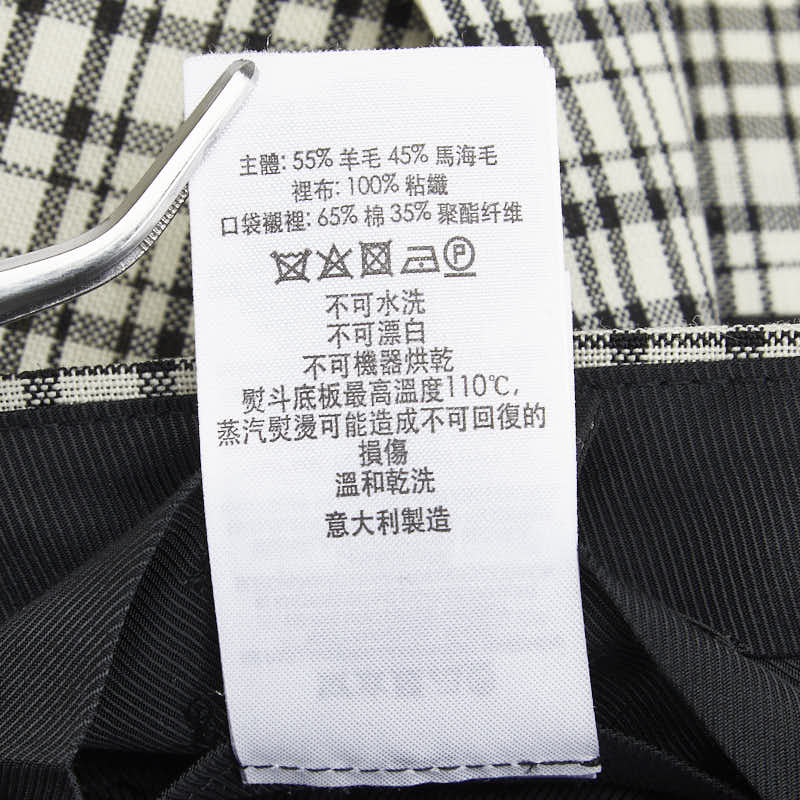 主體: 55% 羊毛 45% 馬海毛
裡布: 100% 粘纖
口袋襯裡: 65% 棉 35% 聚酯纤维
P
不可水洗
不可漂白
不可機器烘乾
熨斗底板最高溫度110℃,
蒸汽熨燙可能造成不可回復的
損傷
溫和乾洗
意大利製造